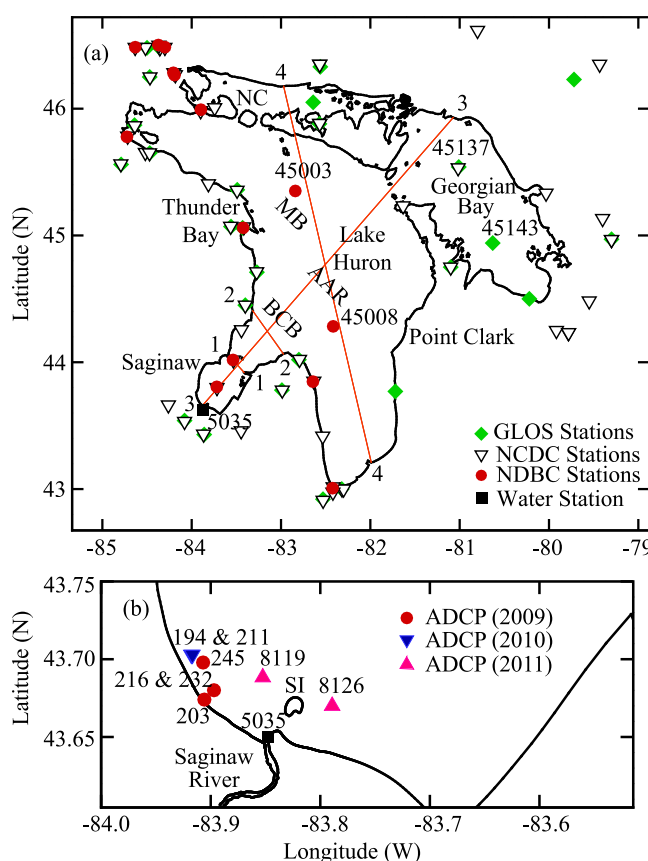 (a)
4
NC
3
46
45137
45003
Georgian
Bay
Thunder
Bay
MB
45143
Lake
Huron
45
AAR
2
BCB
45008
Point Clark
1
Saginaw
44
2
1
3
5035
GLOS Stations
NCDC Stations
4
NDBC Stations
43
Water Station
Latitude (N)
-85 -84 -83 -82 -81 -80 -79
43.75
(b)
ADCP (2009)
194 & 211
ADCP (2010)
43.70
245
8119
ADCP (2011)
216 & 232
SI
8126
203
5035
43.65
Saginaw
River
Latitude (N)
-84.0 -83.9 -83.8 -83.7 -83.6
Longitude (W)